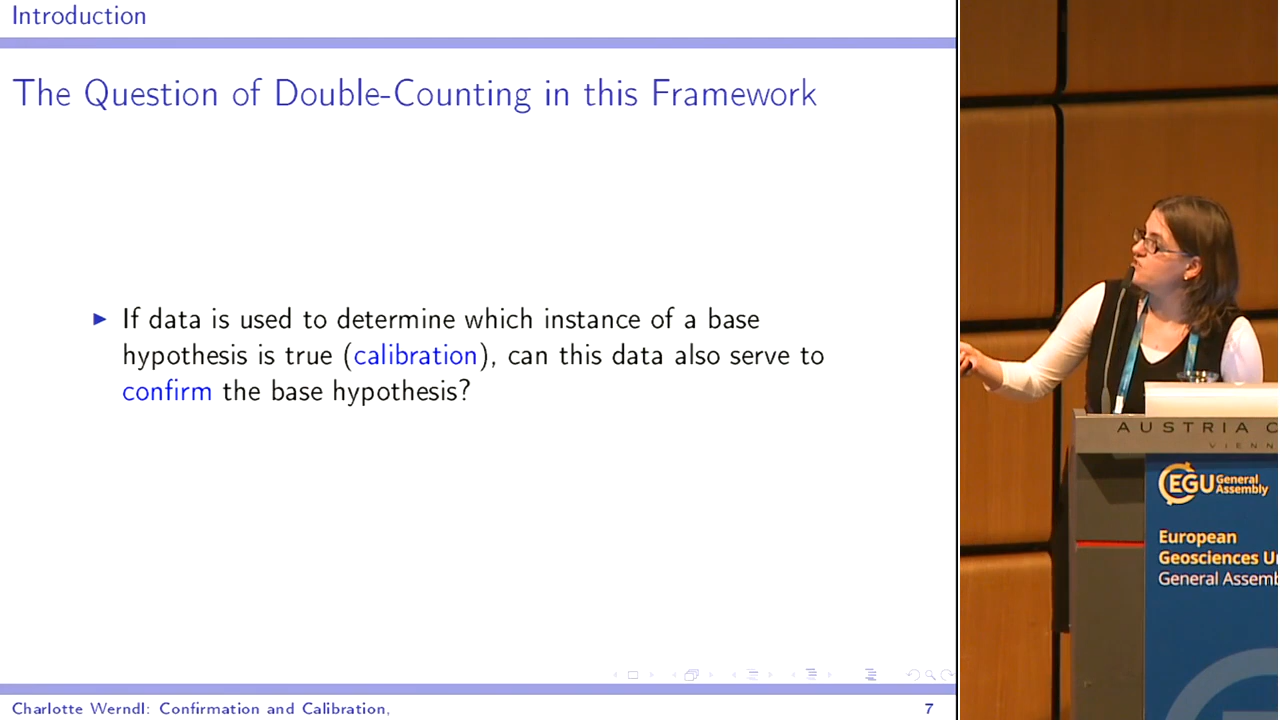 Introduction
The Question of Double-Counting in this Framework
If data is used to determine which instance of a base
hypothesis is true (calibration), can this data also serve to
confirm the base hypothesis?
Charlotte Werndl: Confirmation and Calibration,
7
AUSTRIA C
VIENN
EGU General
Assembly
European
Geosciences U
General Assemb